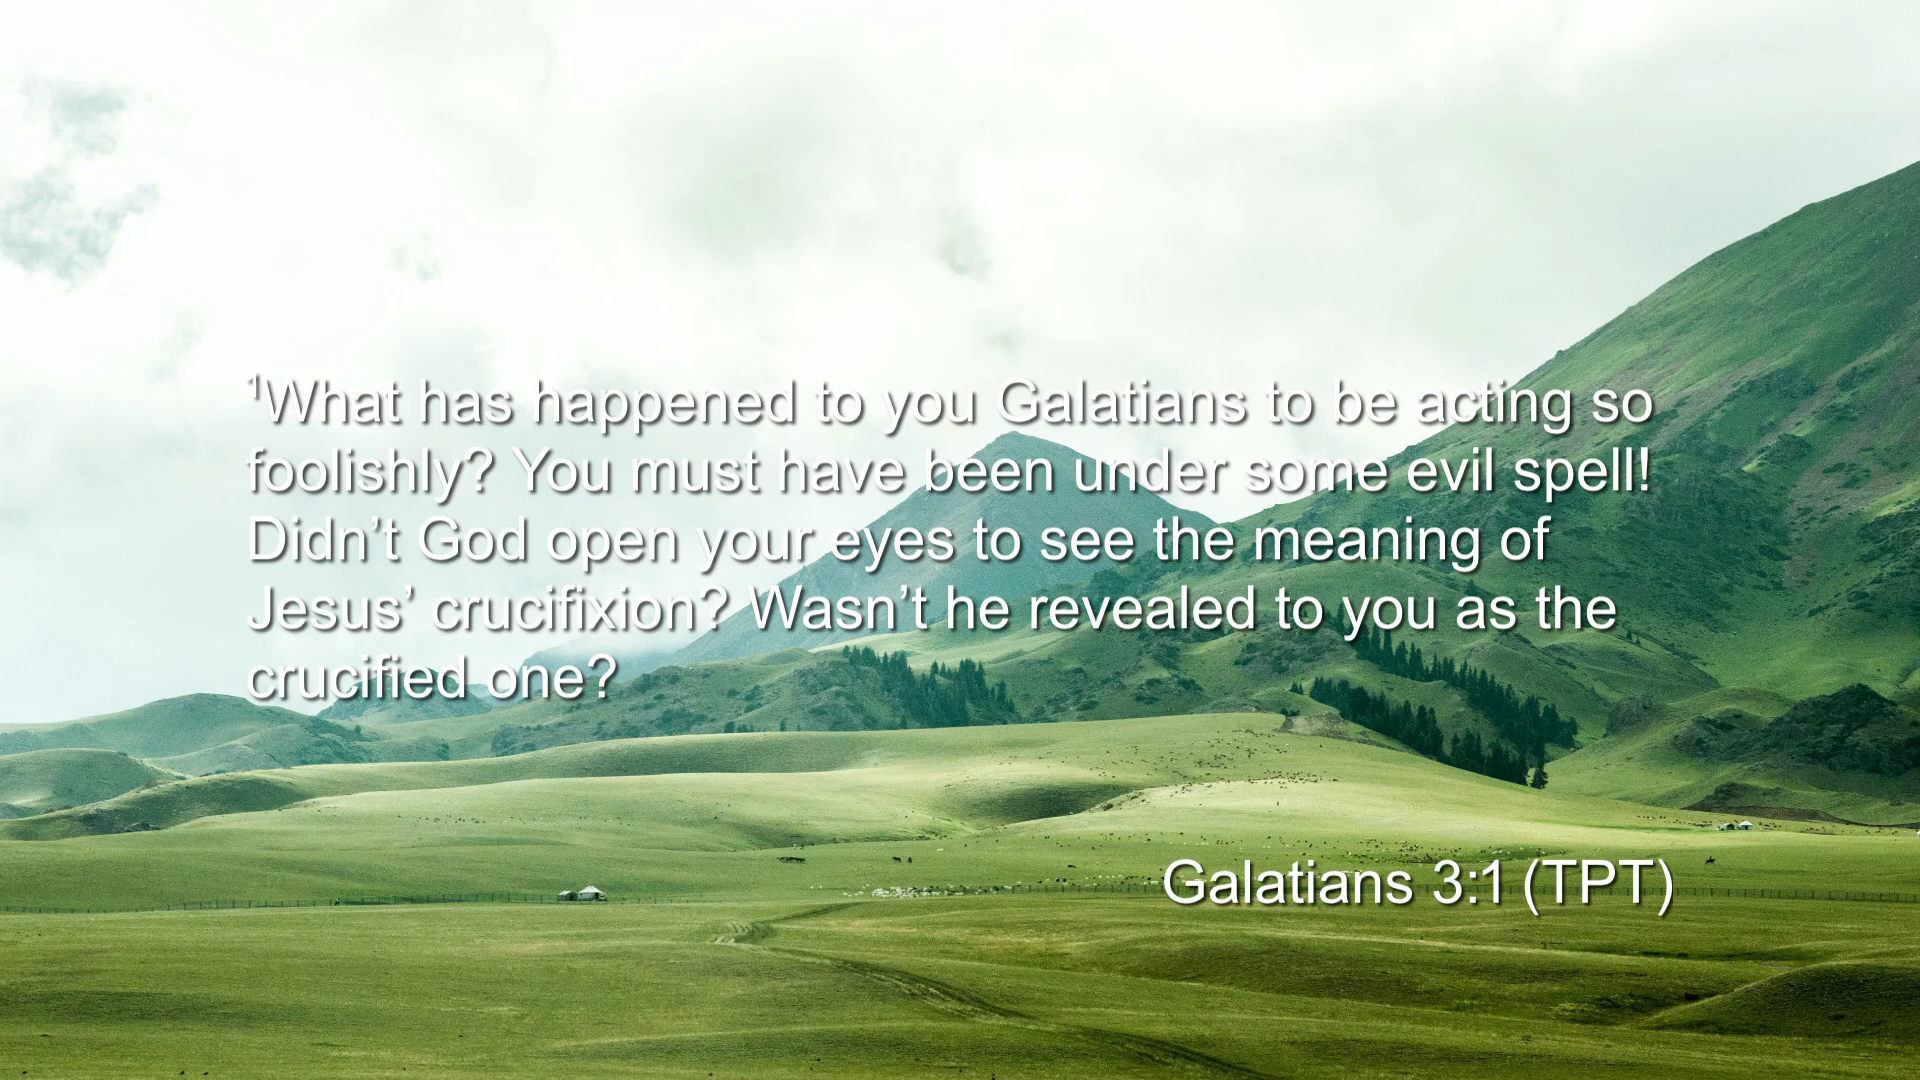 ¹What has happened to you Galatians to be acting so
foolishly? You must have been under some evil spell!
Didn’t God open your eyes to see the meaning of
Jesus’ crucifixion? Wasn’t he revealed to you as the
crucified one?
Galatians 3:1 (TPT)